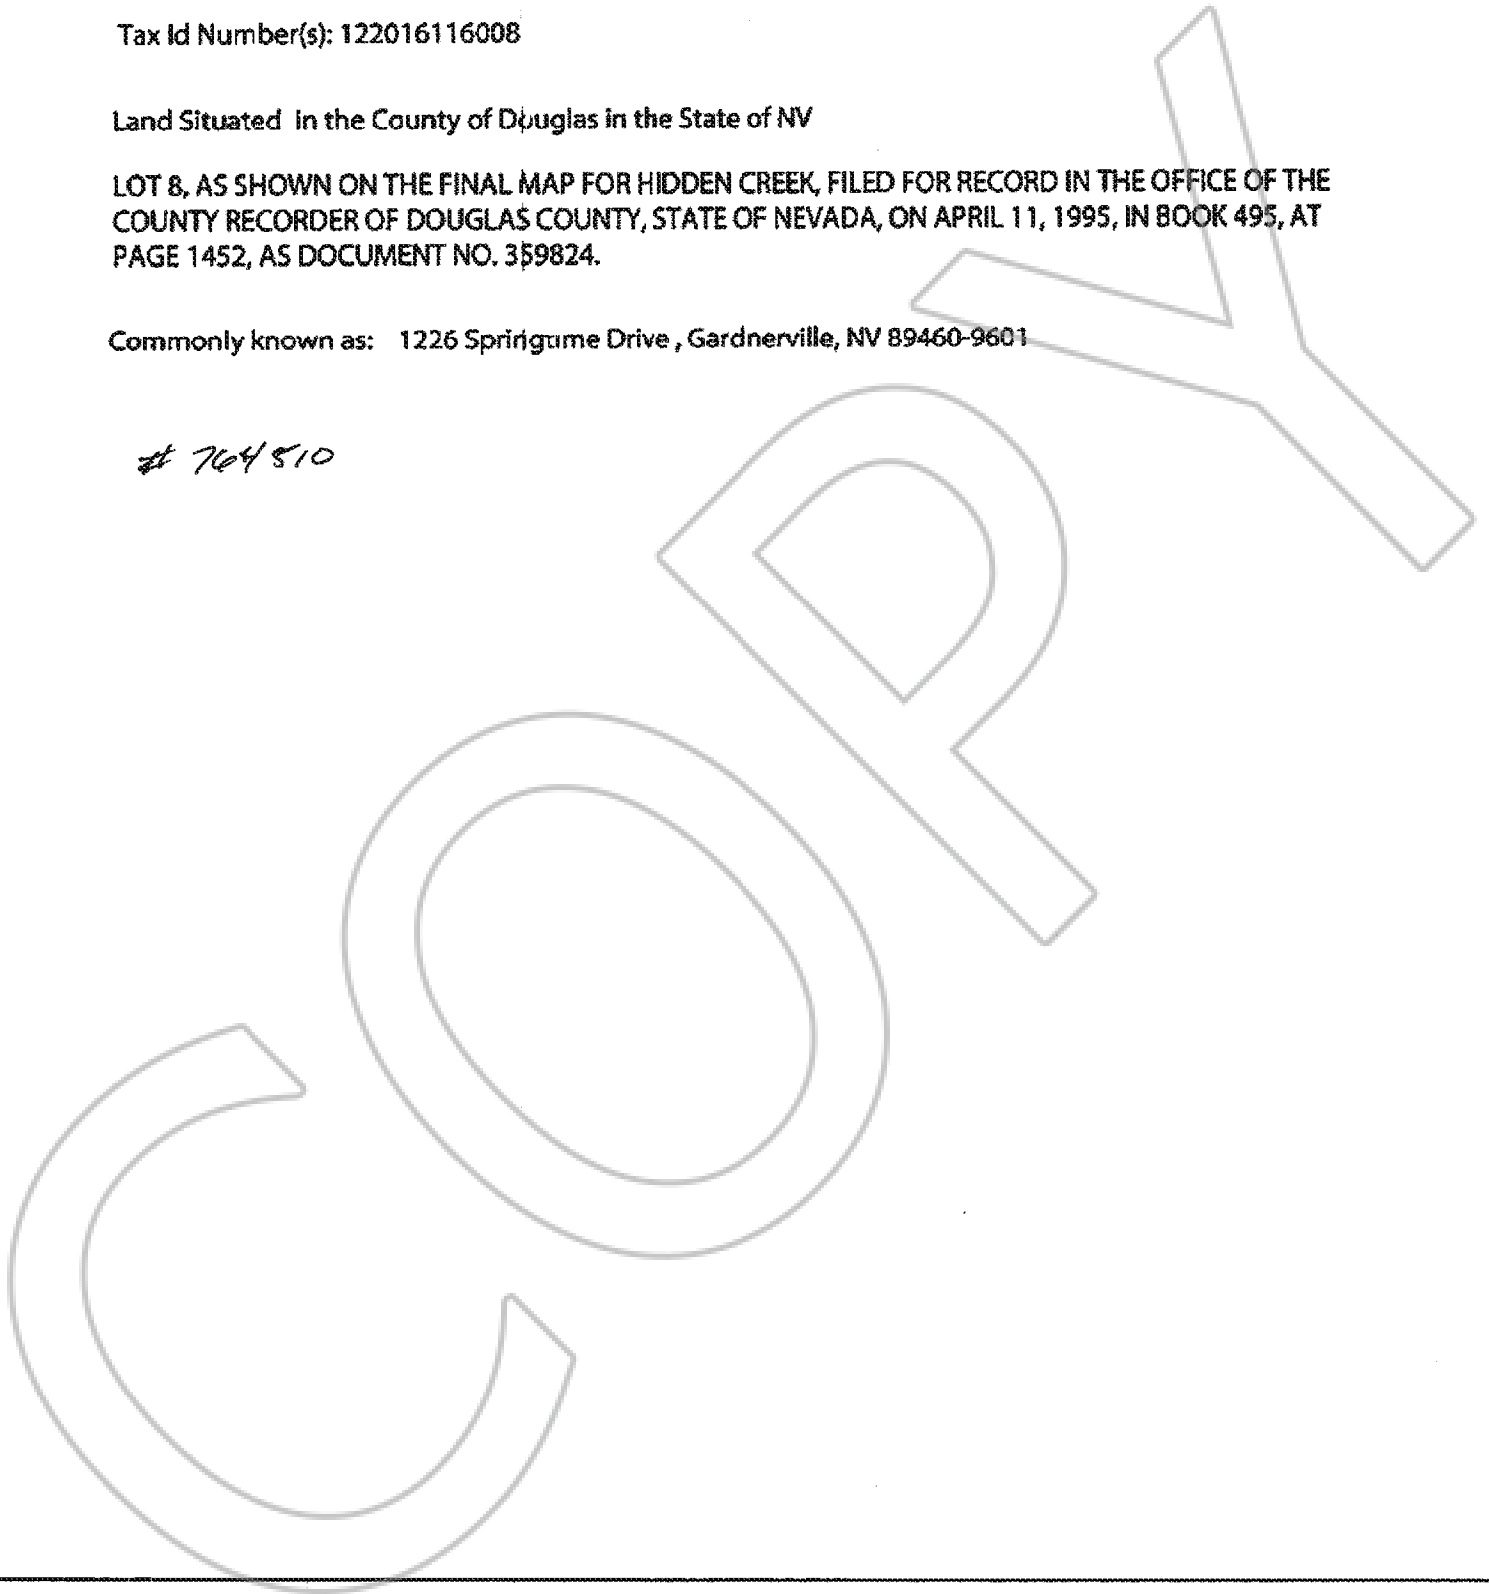 Tax Id Number(s): 122016116008
Land Situated in the County of Douglas in the State of NV
LOT 8, AS SHOWN ON THE FINAL MAP FOR HIDDEN CREEK, FILED FOR RECORD IN THE OFFICE OF THE
COUNTY RECORDER OF DOUGLAS COUNTY, STATE OF NEVADA, ON APRIL 11, 1995, IN BOOK 495, AT
PAGE 1452, AS DOCUMENT NO. 359824.
Commonly known as: 1226 Springtime Drive , Gardnerville, NV 89460-9601
# 764510
COPY